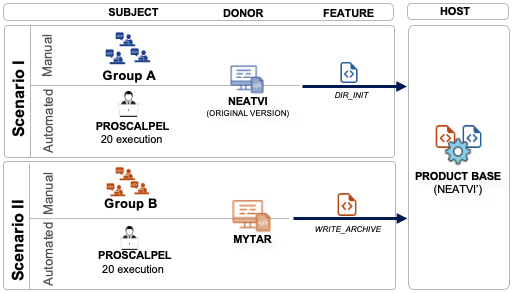 SUBJECT
DONOR
FEATURE
HOST
Scenario I
Manual
Group A
Automated
PROSCALPEL
20 execution
NEATVI
(ORIGINAL VERSION)
DIR_INIT
Scenario II
Manual
Group B
Automated
PROSCALPEL
20 execution
MYTAR
WRITE_ARCHIVE
PRODUCT BASE
(NEATVI’)